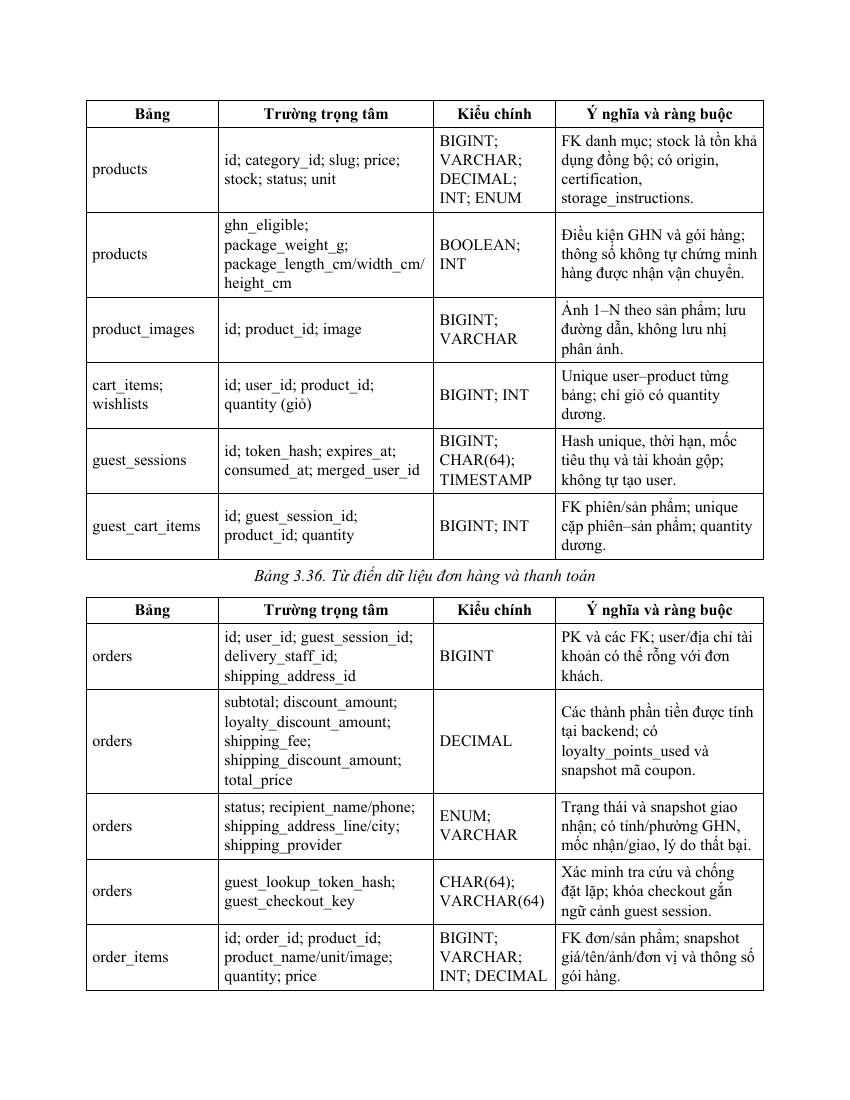 Bảng	Trường trọng tâm	Kiểu chính	Ý nghĩa và ràng buộc
products
id; category_id; slug; price;
stock; status; unit
BIGINT;
VARCHAR;
DECIMAL;
INT; ENUM
FK danh mục; stock là tồn khả
dụng đồng bộ; có origin,
certification,
storage_instructions.
products
ghn_eligible;
package_weight_g;
package_length_cm/width_cm/
height_cm
BOOLEAN;
INT
Điều kiện GHN và gói hàng;
thông số không tự chứng minh
hàng được nhận vận chuyển.
product_images
id; product_id; image
BIGINT;
VARCHAR
Ảnh 1–N theo sản phẩm; lưu
đường dẫn, không lưu nhị
phân ảnh.
cart_items;
wishlists
id; user_id; product_id;
quantity (giỏ)
BIGINT; INT
Unique user–product từng
bảng; chỉ giỏ có quantity
dương.
guest_sessions
id; token_hash; expires_at;
consumed_at; merged_user_id
BIGINT;
CHAR(64);
TIMESTAMP
Hash unique, thời hạn, mốc
tiêu thụ và tài khoản gộp;
không tự tạo user.
guest_cart_items
id; guest_session_id;
product_id; quantity
BIGINT; INT
FK phiên/sản phẩm; unique
cặp phiên–sản phẩm; quantity
dương.
Bảng 3.36. Từ điển dữ liệu đơn hàng và thanh toán
Bảng	Trường trọng tâm	Kiểu chính	Ý nghĩa và ràng buộc
orders
id; user_id; guest_session_id;
delivery_staff_id;
shipping_address_id
BIGINT
PK và các FK; user/địa chỉ tài
khoản có thể rỗng với đơn
khách.
orders
subtotal; discount_amount;
loyalty_discount_amount;
shipping_fee;
shipping_discount_amount;
total_price
DECIMAL
Các thành phần tiền được tính
tại backend; có
loyalty_points_used và
snapshot mã coupon.
orders
status; recipient_name/phone;
shipping_address_line/city;
shipping_provider
ENUM;
VARCHAR
Trạng thái và snapshot giao
nhận; có tỉnh/phường GHN,
mốc nhận/giao, lý do thất bại.
orders
guest_lookup_token_hash;
guest_checkout_key
CHAR(64);
VARCHAR(64)
Xác minh tra cứu và chống
đặt lặp; khóa checkout gắn
ngữ cảnh guest session.
order_items
id; order_id; product_id;
product_name/unit/image;
quantity; price
BIGINT;
VARCHAR;
INT; DECIMAL
FK đơn/sản phẩm; snapshot
giá/tên/ảnh/đơn vị và thông số
gói hàng.